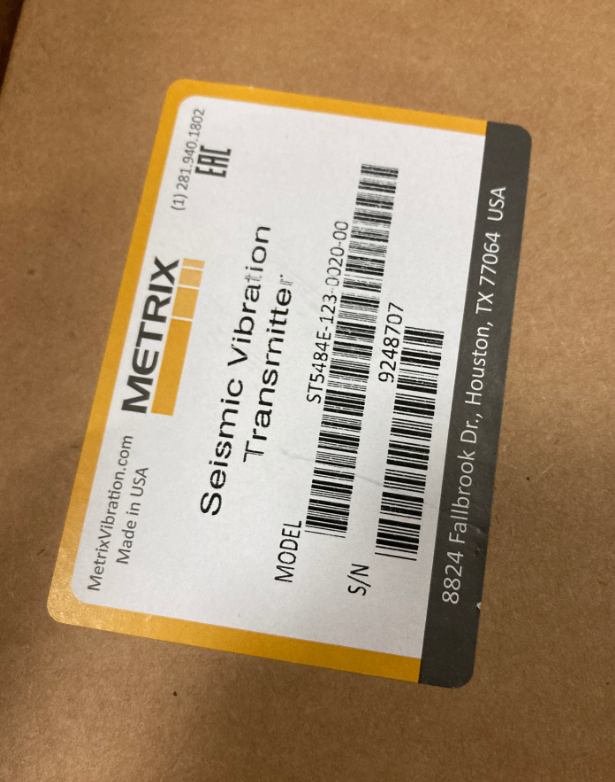 MetrixVibration.com
Made in USA
METRIX
(1) 281.940.1802
EAC
Seismic Vibration
Transmitter
MODEL
ST5484E-123-0020-00
S/N
9248707
8824 Fallbrook Dr., Houston, TX 77064 USA